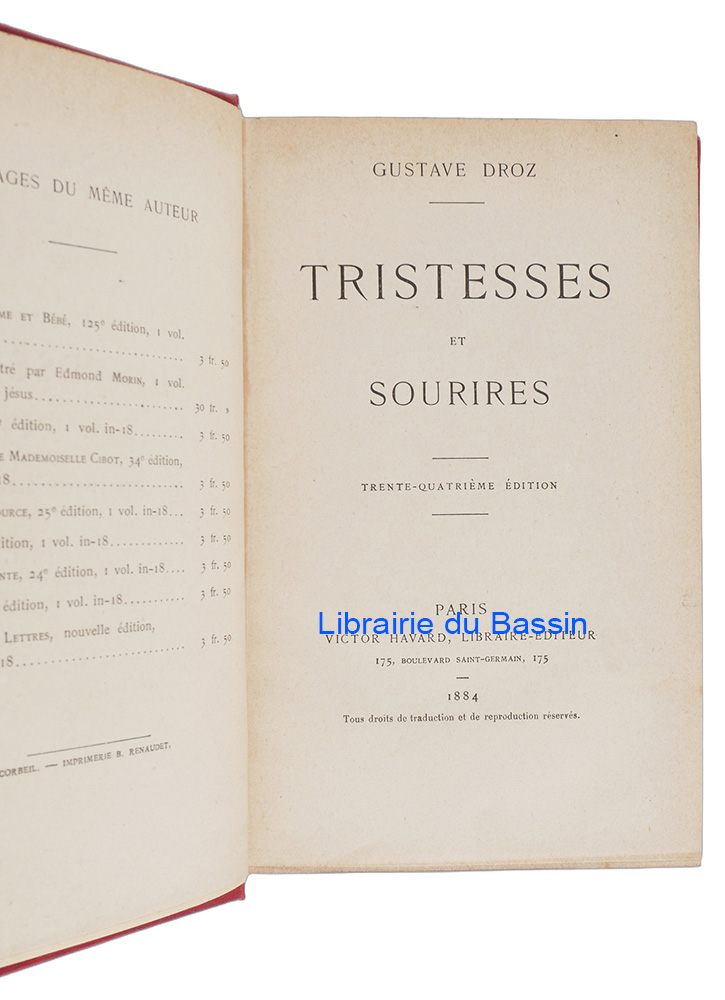 AGES DU MÊME AUTEUR
ME ET BÉBÉ, 125e édition, 1 vol.
3 fr. 50
tré par Edmond MORIN, 1 vol.
jésus
30 fr. »
édition, 1 vol. in-18
3 fr. 50
E MADEMOISELLE CIBOT, 34e édition,
18
3 fr. 50
OURCE, 25e édition, 1 vol. in-18
3 fr. 50
dition, 1 vol. in-18
3 fr. 50
NTE, 24e édition, 1 vol. in-18
3 fr. 50
édition, 1 vol. in-18
3 fr. 50
LETTRES, nouvelle édition,
18
3 fr. 50
CORBEIL. — IMPRIMERIE B. RENAUDET.
GUSTAVE DROZ
TRISTESSES
ET
SOURIRES
TRENTE-QUATRIÈME ÉDITION
PARIS
Librairie du Bassin
VICTOR HAVARD, LIBRAIRE-ÉDITEUR
175, BOULEVARD SAINT-GERMAIN, 175
1884
Tous droits de traduction et de reproduction réservés.